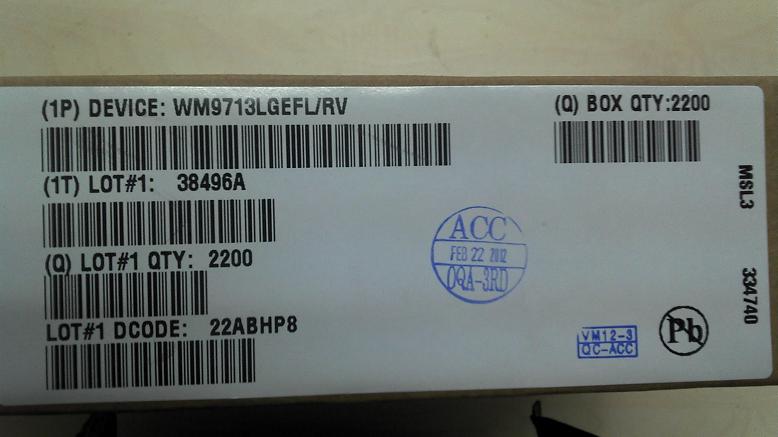 (1P) DEVICE: WM9713LGEFL/RV
(Q) BOX QTY:2200
(1T) LOT#1: 38496A
(Q) LOT#1 QTY: 2200
LOT#1 DCODE: 22ABHP8
ACC
FEB 22 2012
OQA-3RD
VM12-3
QC-ACC
Pb
MSL3
334740